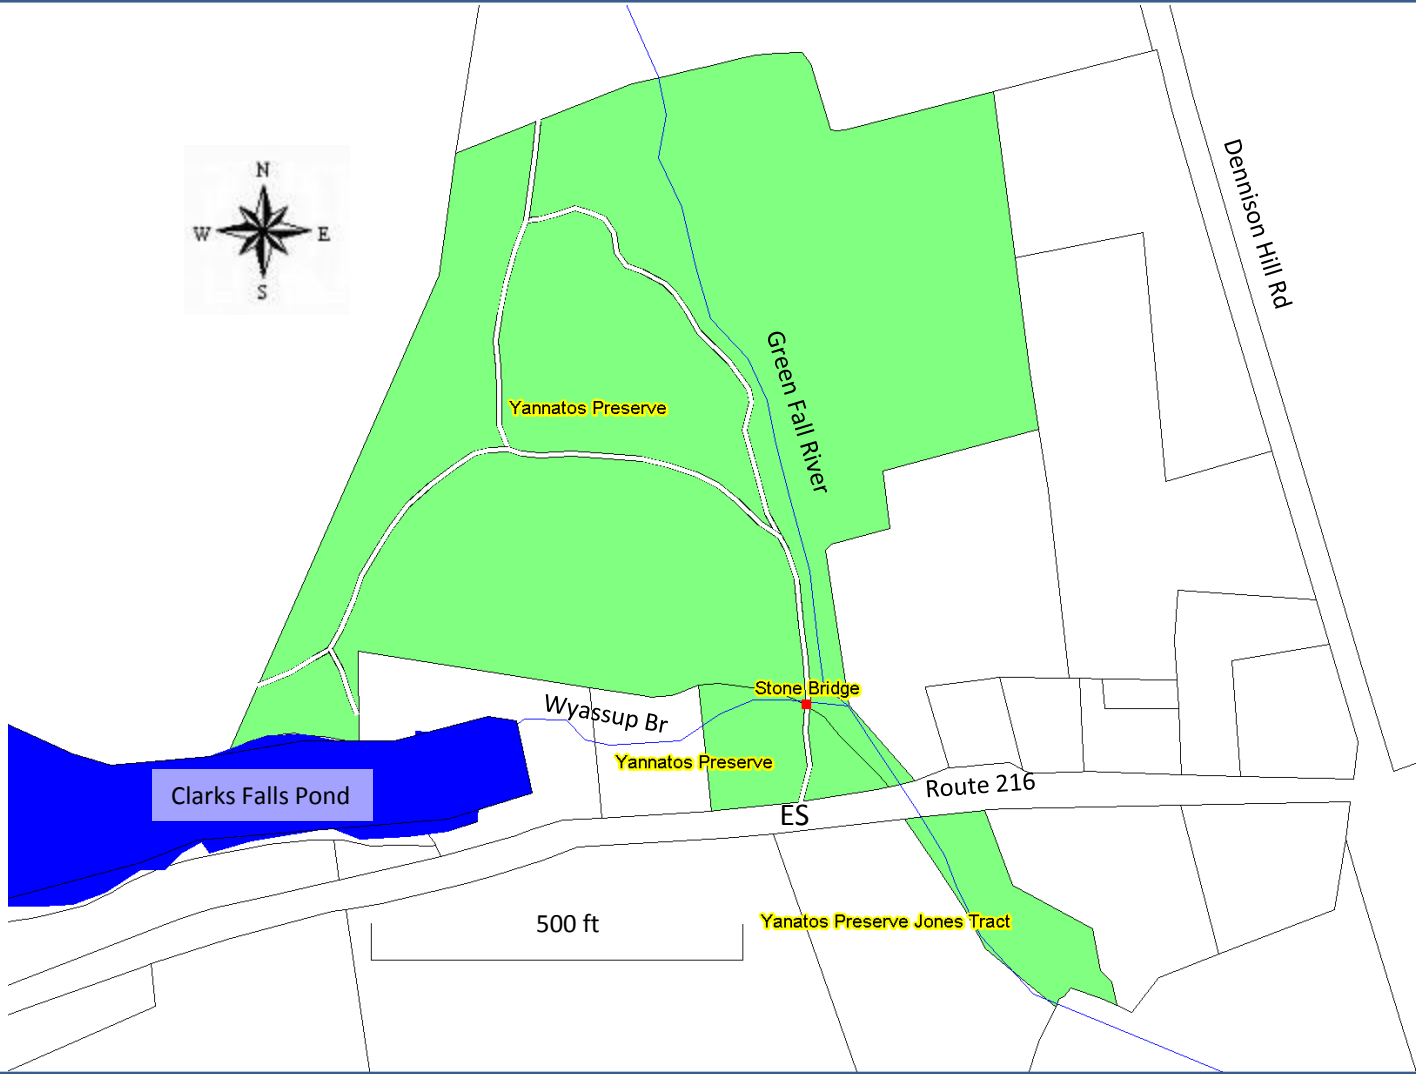 N
W E
S
Dennison Hill Rd
Green Fall River
Yannatos Preserve
Stone Bridge
Wyassup Br
Yannatos Preserve
Clarks Falls Pond
Route 216
ES
500 ft
Yanatos Preserve Jones Tract